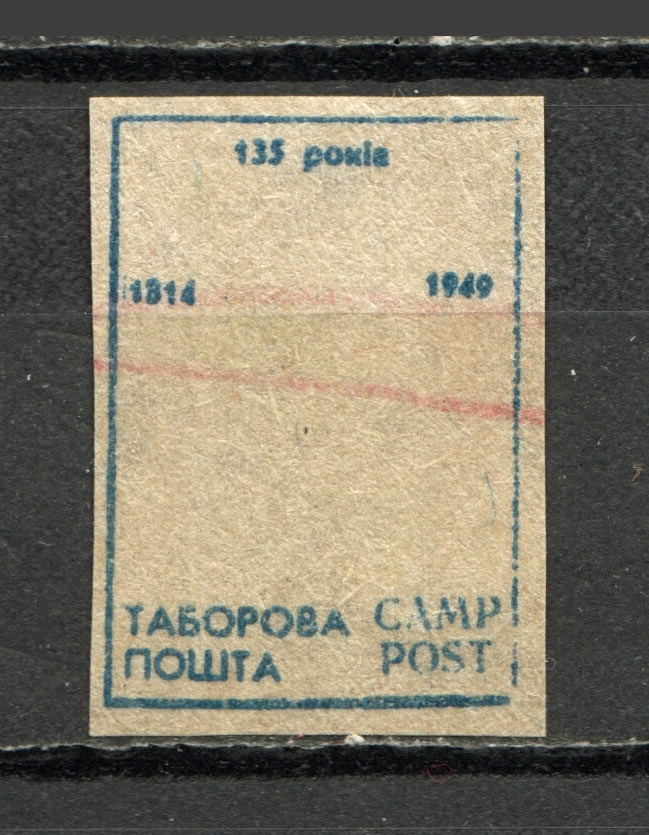 135 років
1814 1949
ТАБОРОВА CAMP
ПОШТА POST